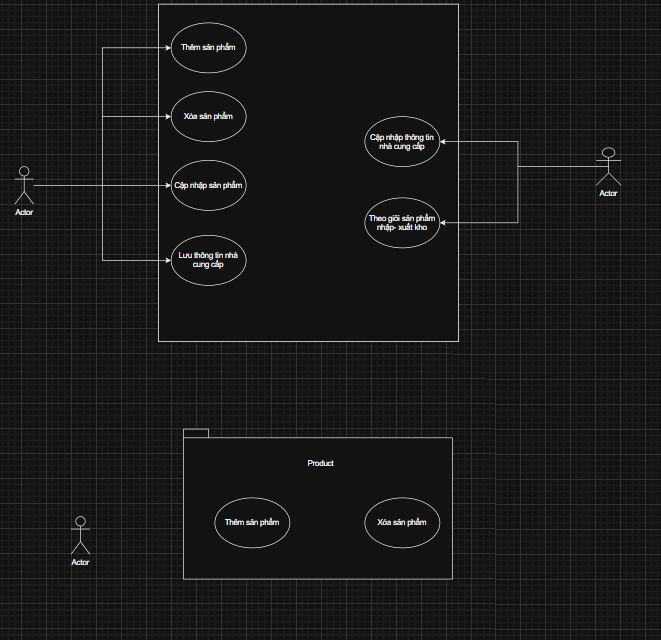 Thêm sản phẩm
Xóa sản phẩm
Cập nhập sản phẩm
Lưu thông tin nhà
cung cấp
Actor
Cập nhập thông tin
nhà cung cấp
Theo giõi sản phẩm
nhập- xuất kho
Actor
Product
Thêm sản phẩm
Xóa sản phẩm
Actor